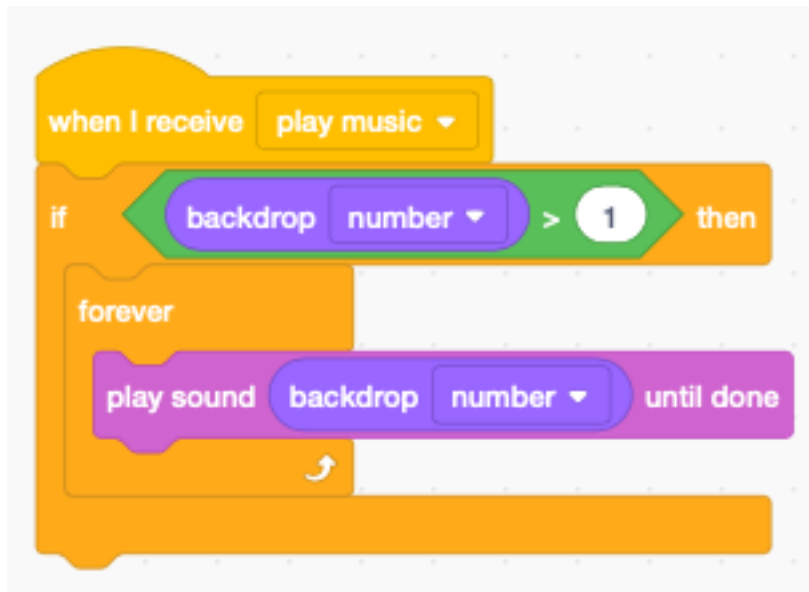 when I receive play music
if backdrop number > 1 then
forever
play sound backdrop number until done